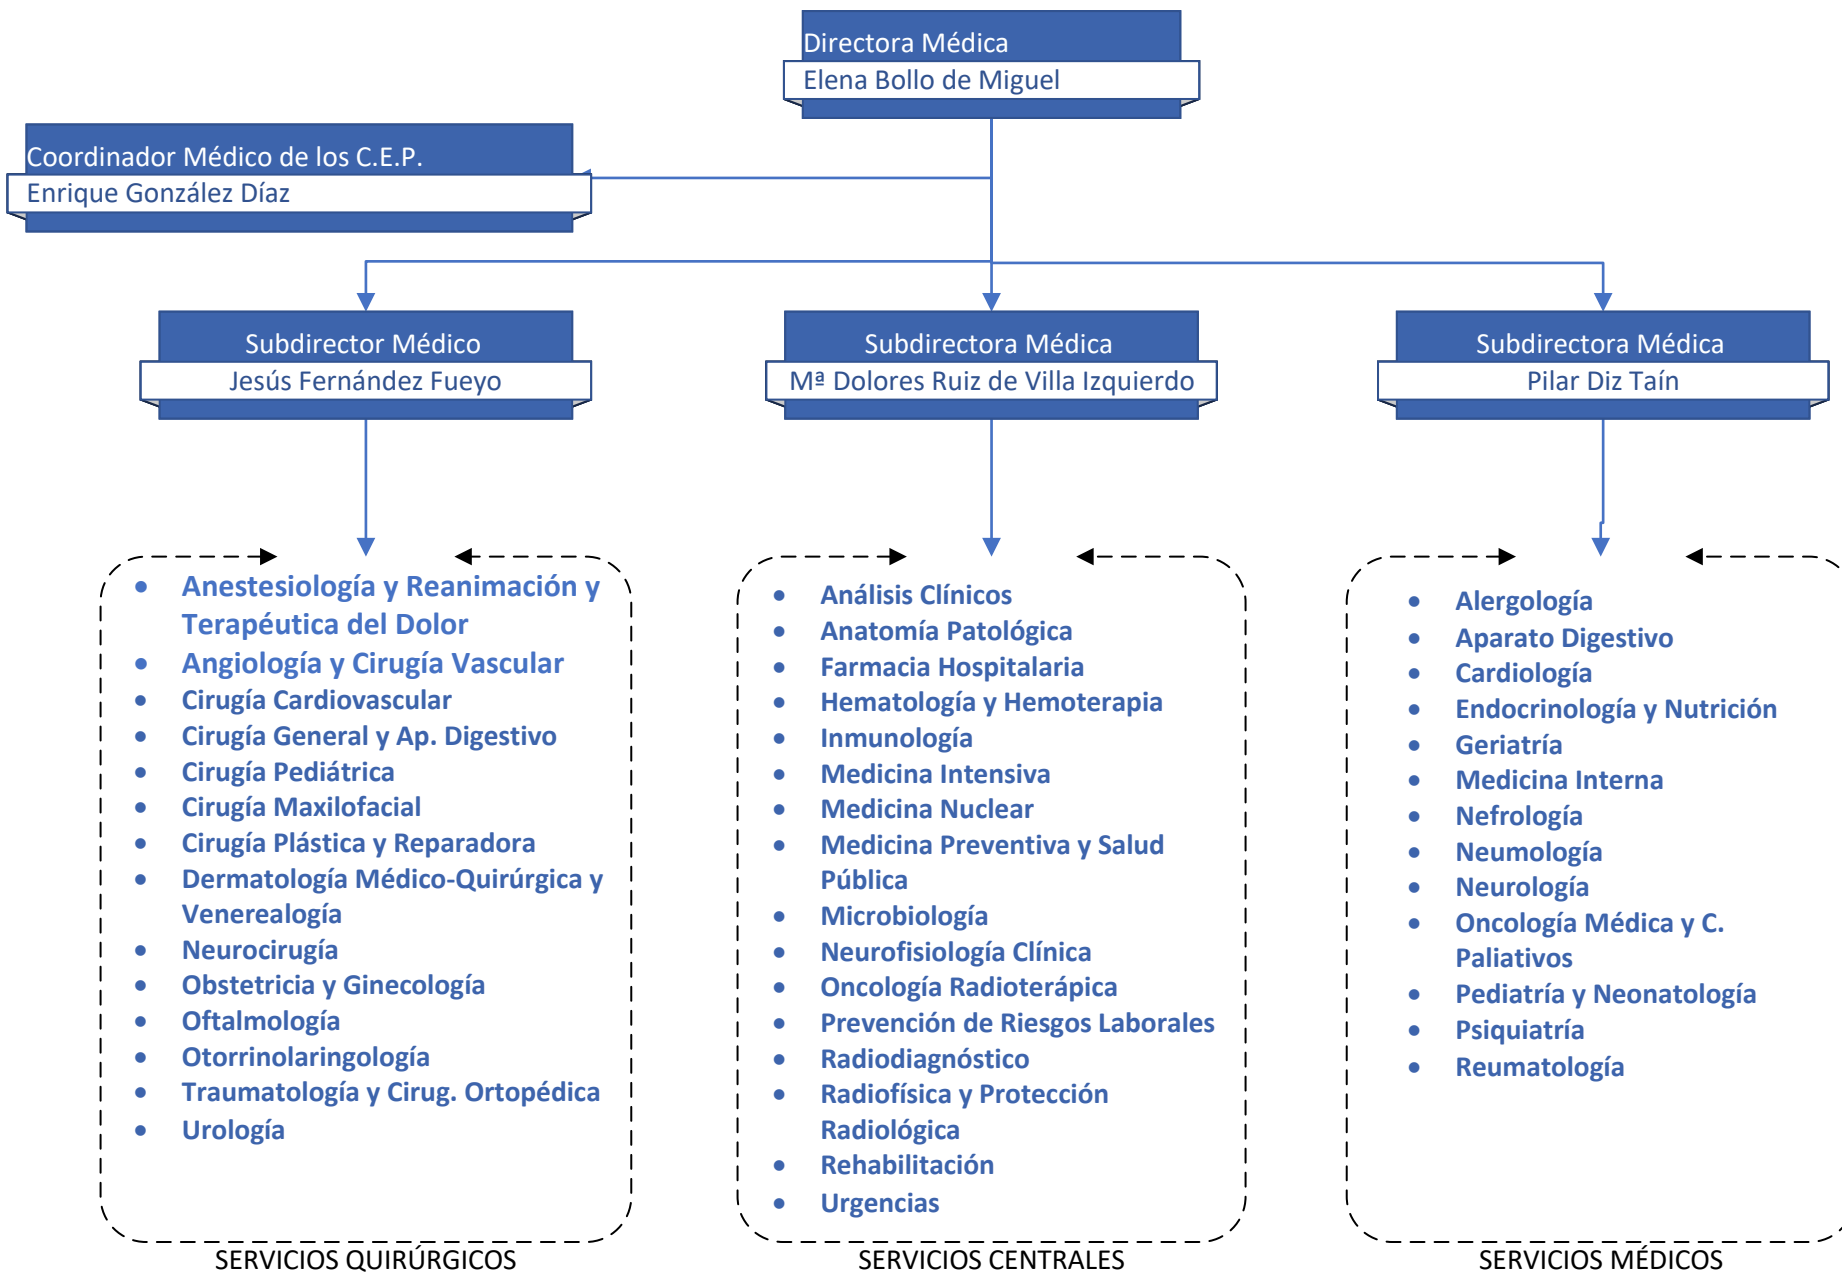 Directora Médica
Elena Bollo de Miguel
Coordinador Médico de los C.E.P.
Enrique González Díaz
Subdirector Médico
Jesús Fernández Fueyo
Subdirectora Médica
Mª Dolores Ruiz de Villa Izquierdo
Subdirectora Médica
Pilar Diz Taín
• Anestesiología y Reanimación y
Terapéutica del Dolor
• Angiología y Cirugía Vascular
• Cirugía Cardiovascular
• Cirugía General y Ap. Digestivo
• Cirugía Pediátrica
• Cirugía Maxilofacial
• Cirugía Plástica y Reparadora
• Dermatología Médico-Quirúrgica y
Venerealogía
• Neurocirugía
• Obstetricia y Ginecología
• Oftalmología
• Otorrinolaringología
• Traumatología y Cirug. Ortopédica
• Urología
SERVICIOS QUIRÚRGICOS
• Análisis Clínicos
• Anatomía Patológica
• Farmacia Hospitalaria
• Hematología y Hemoterapia
• Inmunología
• Medicina Intensiva
• Medicina Nuclear
• Medicina Preventiva y Salud
Pública
• Microbiología
• Neurofisiología Clínica
• Oncología Radioterápica
• Prevención de Riesgos Laborales
• Radiodiagnóstico
• Radiofísica y Protección
Radiológica
• Rehabilitación
• Urgencias
SERVICIOS CENTRALES
• Alergología
• Aparato Digestivo
• Cardiología
• Endocrinología y Nutrición
• Geriatría
• Medicina Interna
• Nefrología
• Neumología
• Neurología
• Oncología Médica y C.
Paliativos
• Pediatría y Neonatología
• Psiquiatría
• Reumatología
SERVICIOS MÉDICOS